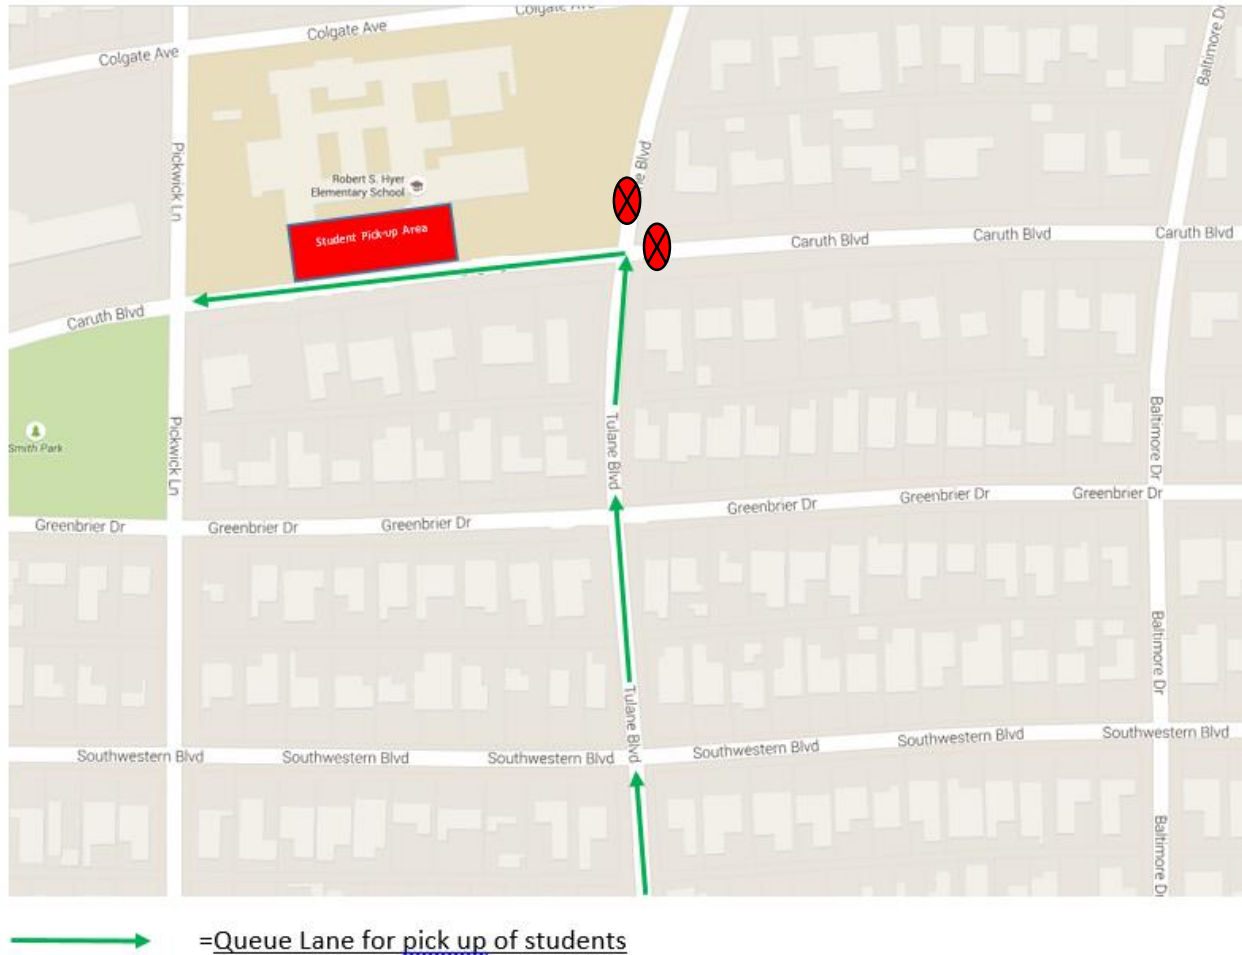 Colgate Ave
Colgate Ave
Colgate Ave
Baltimore Dr
Pickwick Ln
Robert S. Hyer
Elementary School
Blvd
Student Pick-up Area
Caruth Blvd
Caruth Blvd
Caruth Blvd
Caruth Blvd
Smith Park
Pickwick Ln
Tulane Blvd
Baltimore Dr
Greenbrier Dr
Greenbrier Dr
Greenbrier Dr
Greenbrier Dr
Greenbrier Dr
Greenbrier Dr
Baltimore Dr
Tulane Blvd
Southwestern Blvd
Southwestern Blvd
Southwestern Blvd
Southwestern Blvd
Southwestern Blvd
Southwestern Blvd
Baltimore Dr
=Queue Lane for pick up of students